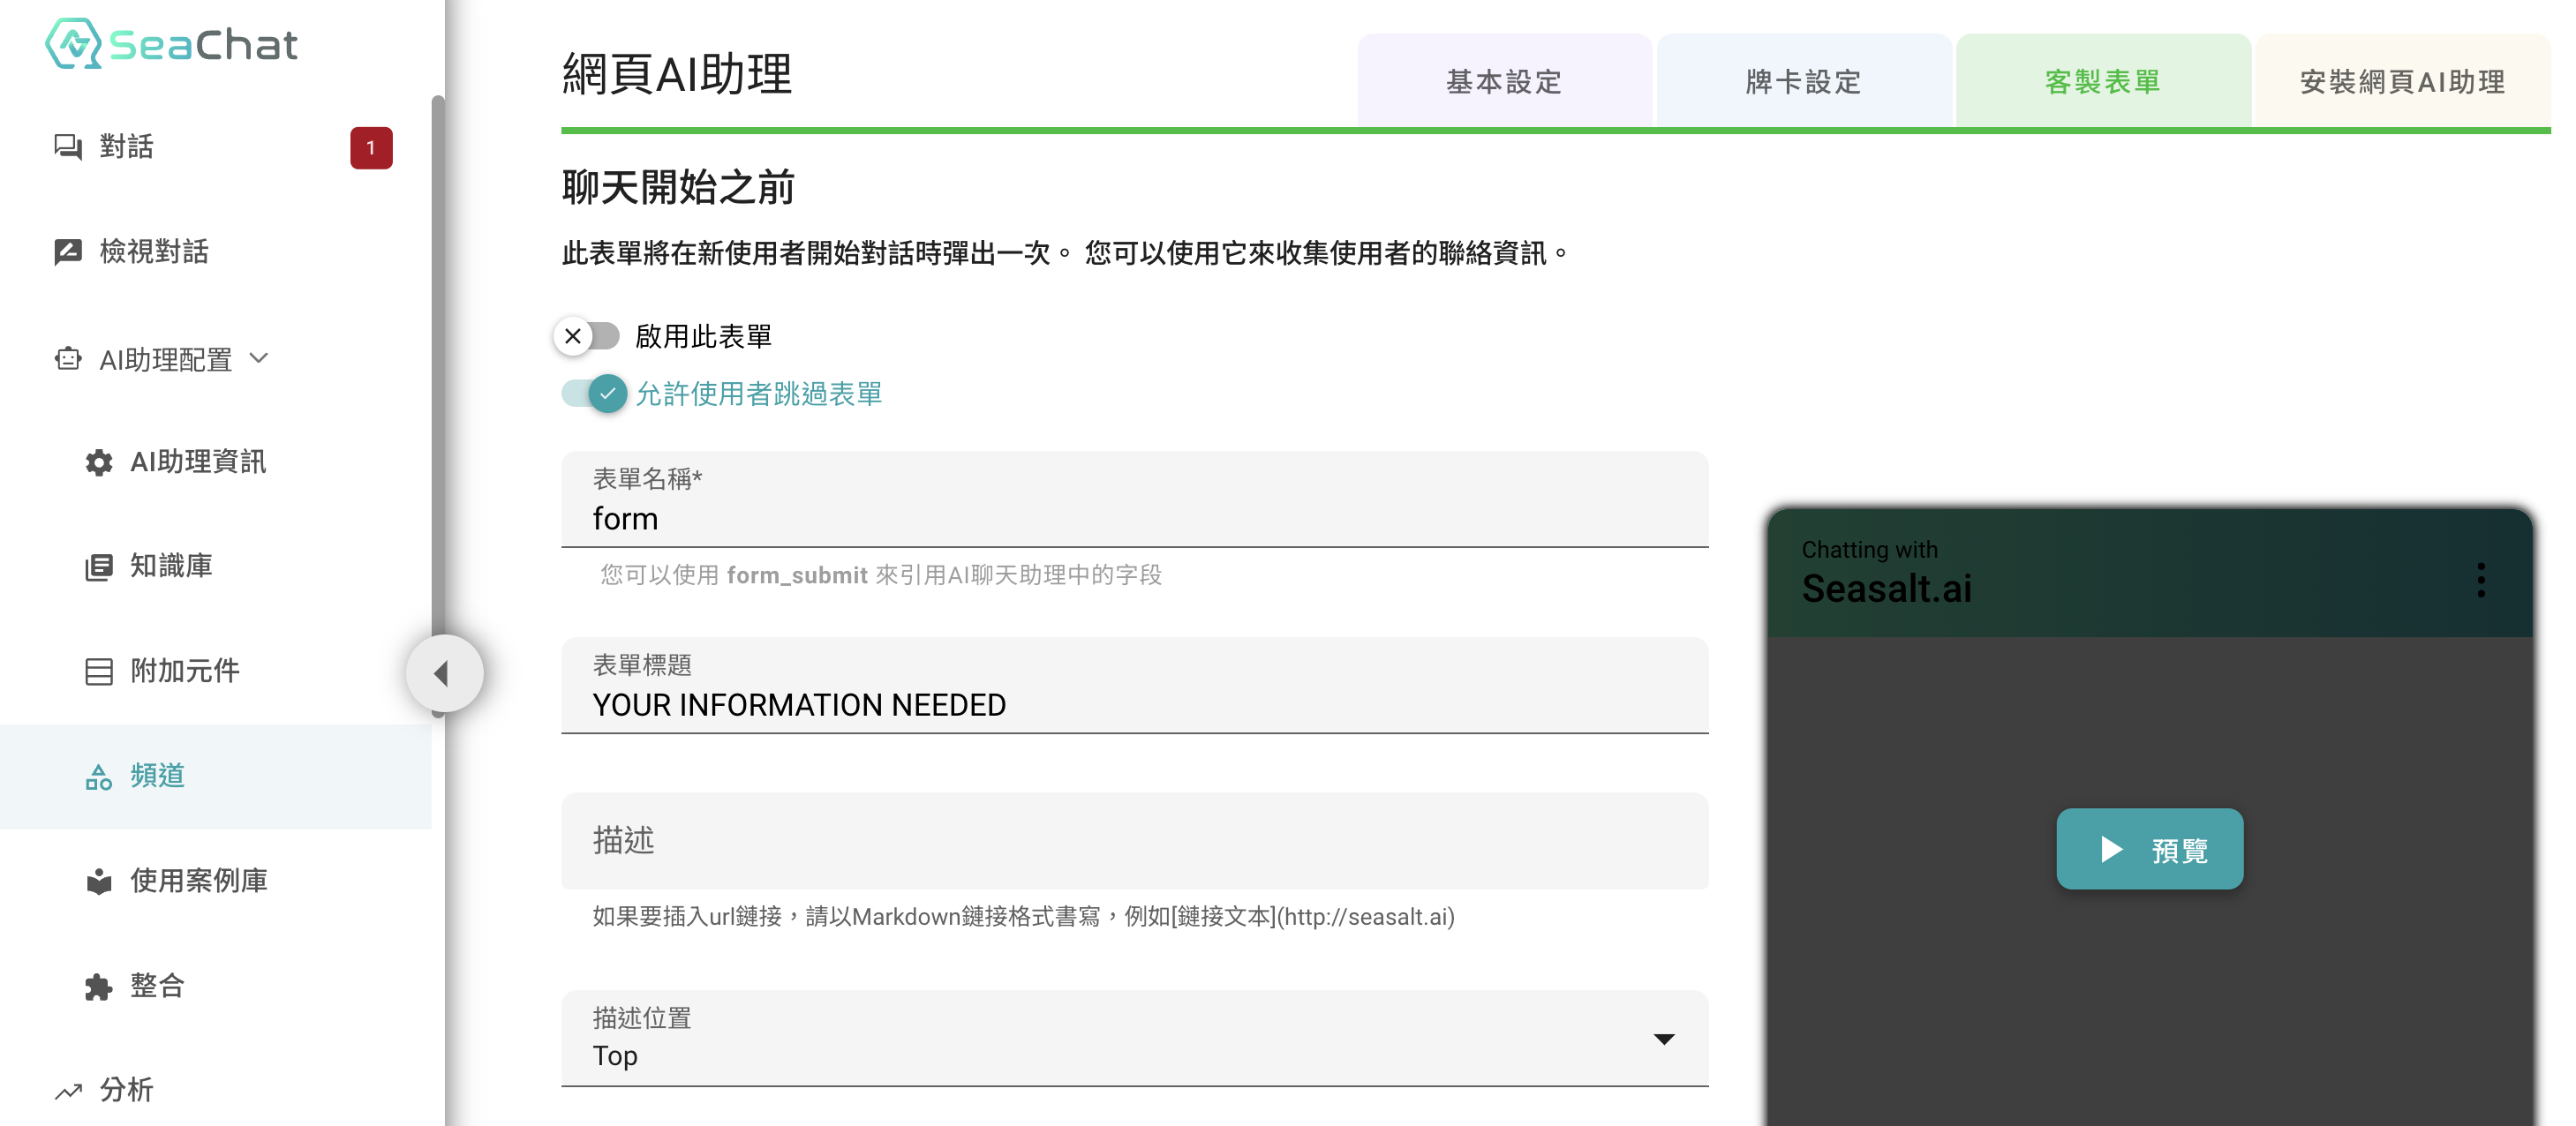 SeaChat
對話
1
檢視對話
AI助理配置
AI助理資訊
知識庫
附加元件
頻道
使用案例庫
整合
分析
網頁AI助理
基本設定
牌卡設定
客製表單
安裝網頁AI助理
聊天開始之前
此表單將在新使用者開始對話時彈出一次。 您可以使用它來收集使用者的聯絡資訊。
啟用此表單
允許使用者跳過表單
表單名稱*
form
您可以使用 form_submit 來引用AI聊天助理中的字段
表單標題
YOUR INFORMATION NEEDED
描述
如果要插入url鏈接，請以Markdown鏈接格式書寫，例如[鏈接文本](http://seasalt.ai)
描述位置
Top
Chatting with
Seasalt.ai
預覽